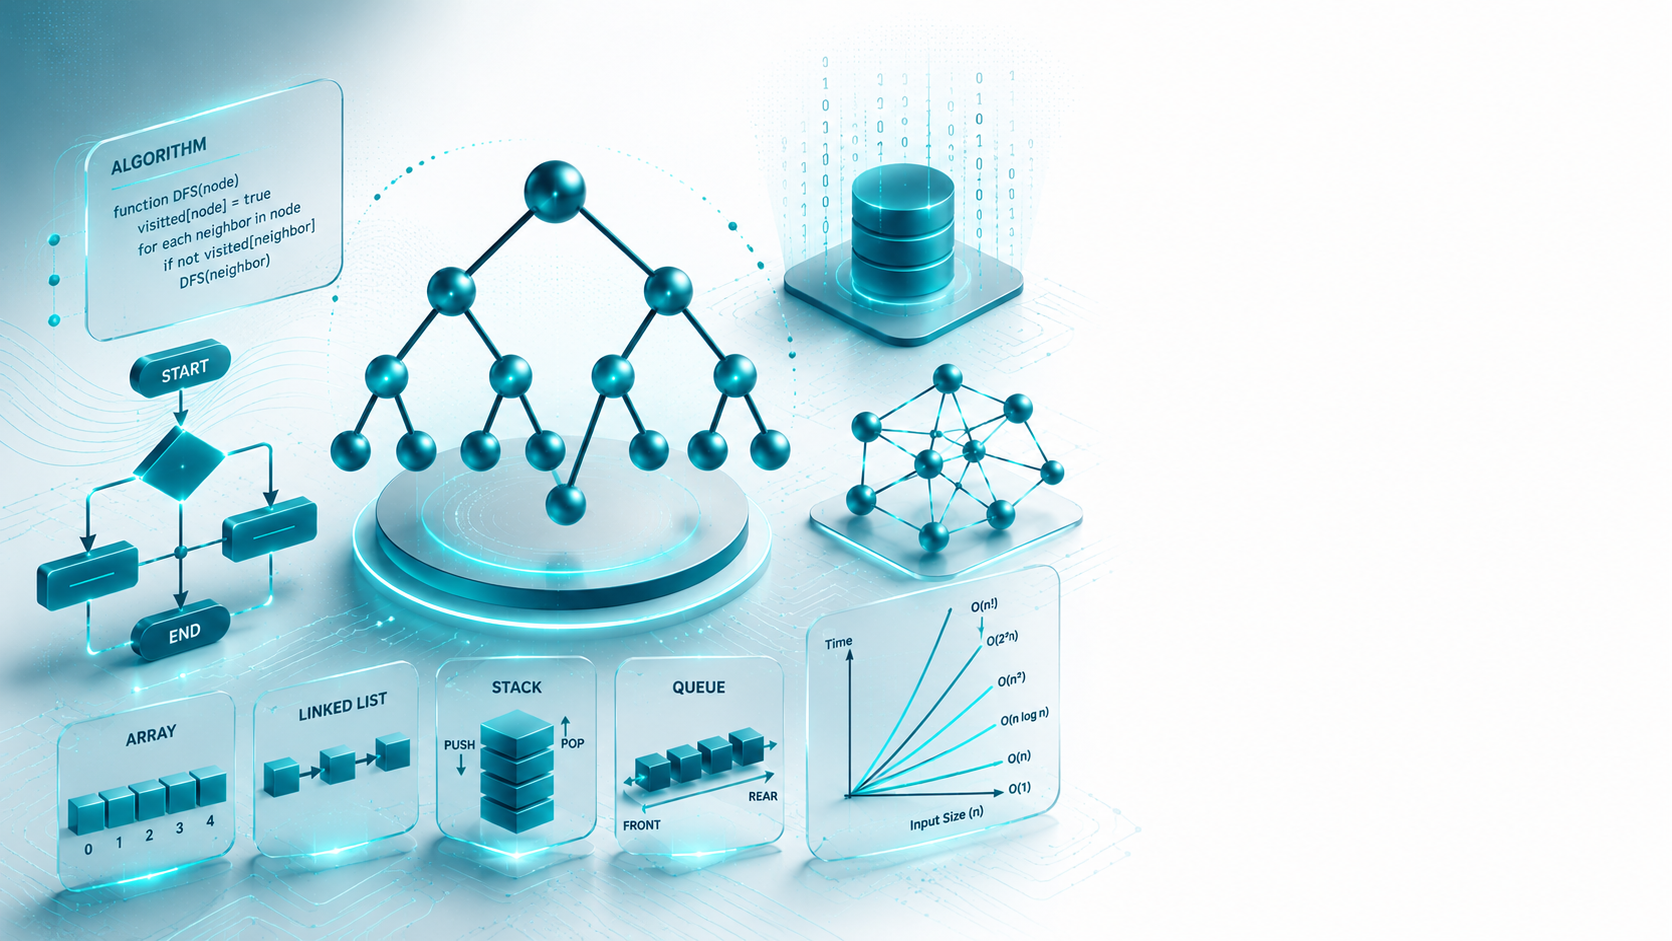 ALGORITHM
function DFS(node)
visitted[node] = true
for each neighbor in node
if not visited[neighbor]
DFS(neighbor)
START
END
ARRAY
0 1 2 3 4
LINKED LIST
STACK
PUSH
POP
QUEUE
REAR
FRONT
Time
O(n!)
O(n²)
O(n log n)
O(n)
O(1)
Input Size (n)